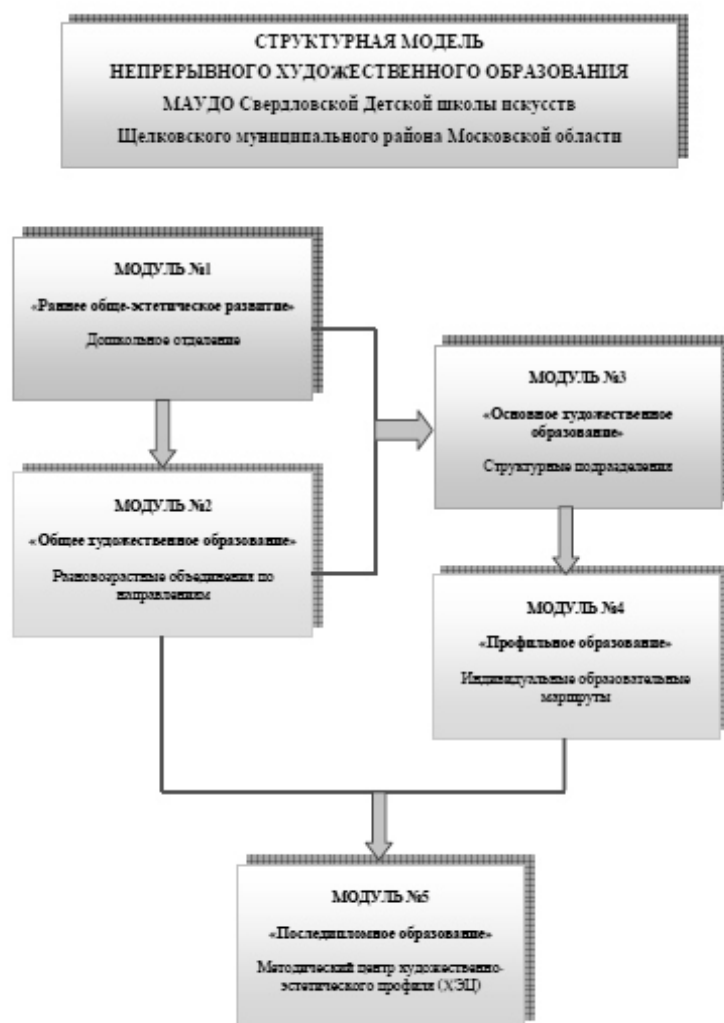 СТРУКТУРНАЯ МОДЕЛЬ
НЕПРЕРЫВНОГО ХУДОЖЕСТВЕННОГО ОБРАЗОВАНИЯ
МАУДО Свердловской Детской школы искусств
Щелковского муниципального района Московской области
МОДУЛЬ №1
«Раннее обще-эстетическое развитие»
Дошкольное отделение
МОДУЛЬ №2
«Общее художественное образование»
Разновозрастные объединения по
направлениям
МОДУЛЬ №3
«Основное художественное
образование»
Структурные подразделения
МОДУЛЬ №4
«Профильное образование»
Индивидуальные образовательные
маршруты
МОДУЛЬ №5
«Последипломное образование»
Методический центр художественно-
эстетического профиля (ХЭЦ)